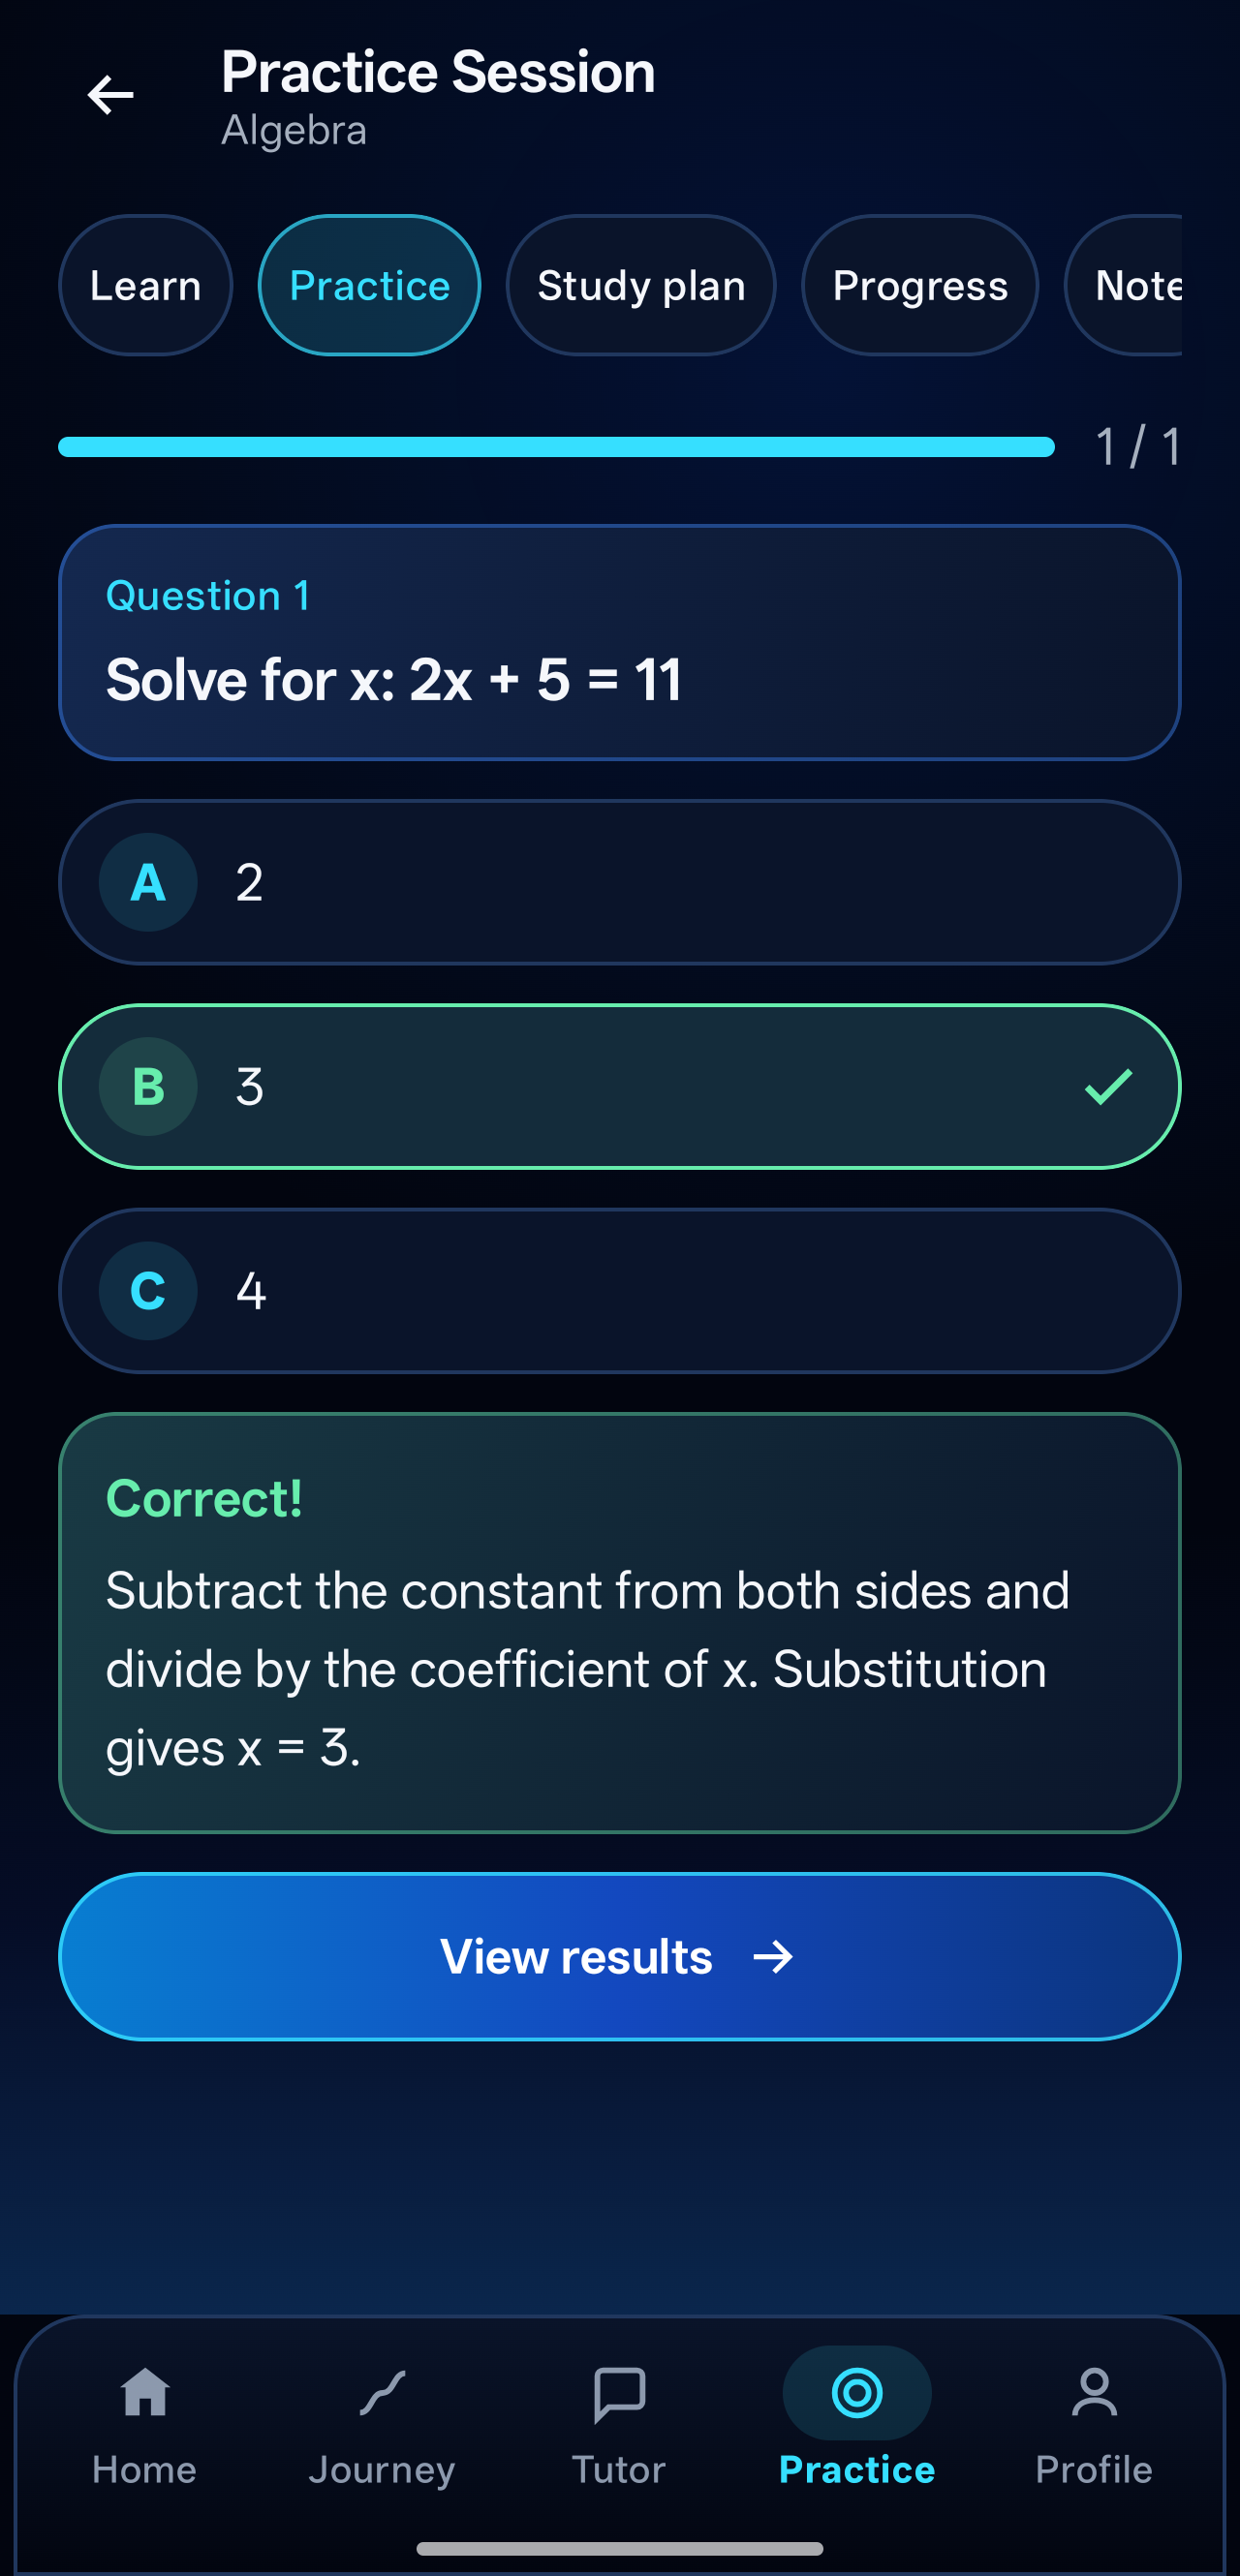 Practice Session
Algebra
Learn Practice Study plan Progress Note
1 / 1
Question 1
Solve for x: 2x + 5 = 11
A 2
B 3
C 4
Correct!
Subtract the constant from both sides and
divide by the coefficient of x. Substitution
gives x = 3.
View results
Home Journey Tutor Practice Profile